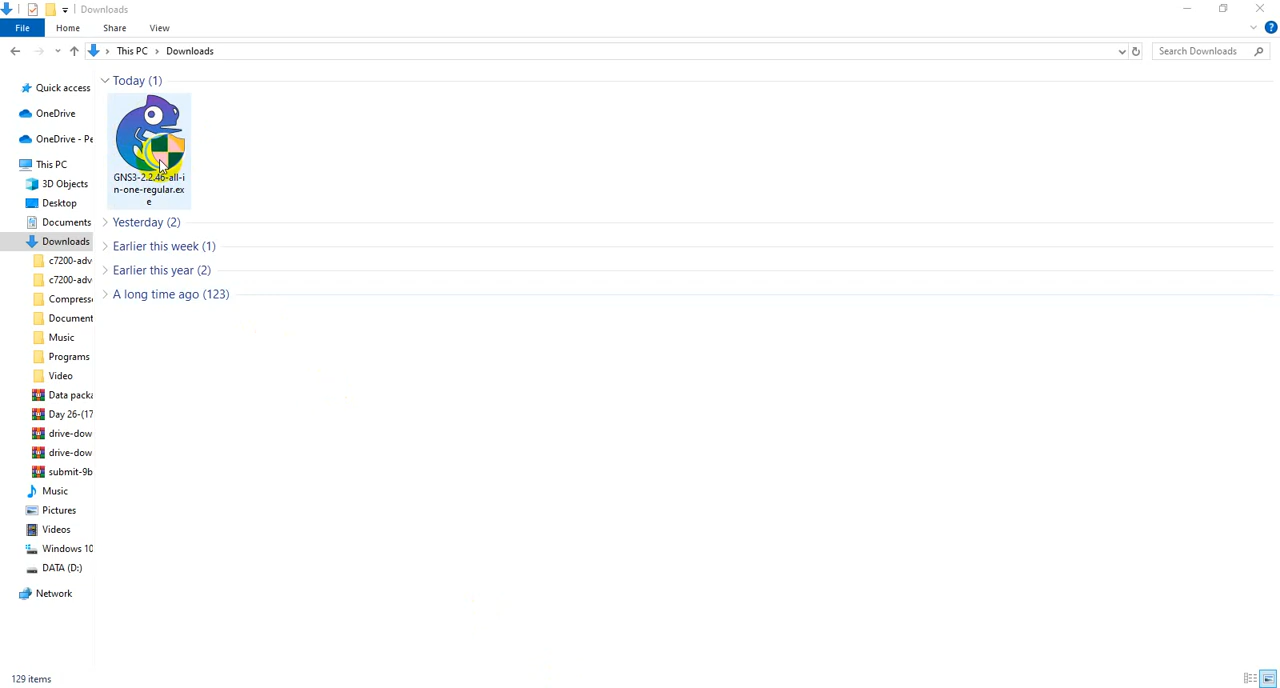 Downloads
File
Home
Share
View
This PC
Downloads
Search Downloads
Today (1)
GNS3-2.2.46-all-i
n-one-regular.ex
e
Yesterday (2)
Earlier this week (1)
Earlier this year (2)
A long time ago (123)
Quick access
OneDrive
OneDrive - Pe
This PC
3D Objects
Desktop
Documents
Downloads
c7200-adv
c7200-adv
Compresse
Document
Music
Programs
Video
Data packa
Day 26-(17
drive-dow
drive-dow
submit-9b
Music
Pictures
Videos
Windows 10
DATA (D:)
Network
129 items